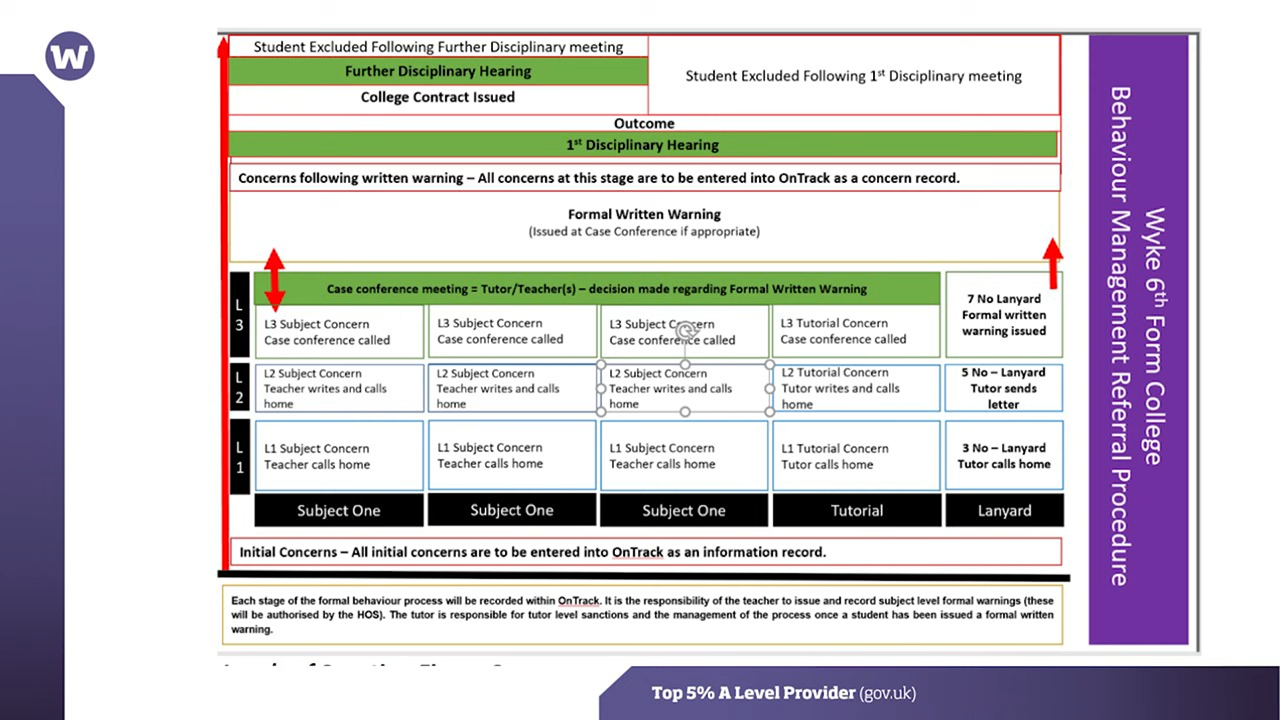 W
Student Excluded Following Further Disciplinary meeting
Further Disciplinary Hearing
College Contract Issued
Student Excluded Following 1st Disciplinary meeting
Outcome
1st Disciplinary Hearing
Concerns following written warning – All concerns at this stage are to be entered into OnTrack as a concern record.
Formal Written Warning
(Issued at Case Conference if appropriate)
L
3
Case conference meeting = Tutor/Teacher(s) – decision made regarding Formal Written Warning
L3 Subject Concern
Case conference called
L3 Subject Concern
Case conference called
L3 Subject Concern
Case conference called
L3 Tutorial Concern
Case conference called
7 No Lanyard
Formal written
warning issued
L
2
L2 Subject Concern
Teacher writes and calls
home
L2 Subject Concern
Teacher writes and calls
home
L2 Subject Concern
Teacher writes and calls
home
L2 Tutorial Concern
Tutor writes and calls
home
5 No – Lanyard
Tutor sends
letter
L
1
L1 Subject Concern
Teacher calls home
L1 Subject Concern
Teacher calls home
L1 Subject Concern
Teacher calls home
L1 Tutorial Concern
Tutor calls home
3 No – Lanyard
Tutor calls home
Subject One
Subject One
Subject One
Tutorial
Lanyard
Initial Concerns – All initial concerns are to be entered into OnTrack as an information record.
Each stage of the formal behaviour process will be recorded within OnTrack. It is the responsibility of the teacher to issue and record subject level formal warnings (these
will be authorised by the HOS). The tutor is responsible for tutor level sanctions and the management of the process once a student has been issued a formal written
warning.
Wyke 6th Form College
Behaviour Management Referral Procedure
Top 5% A Level Provider (gov.uk)